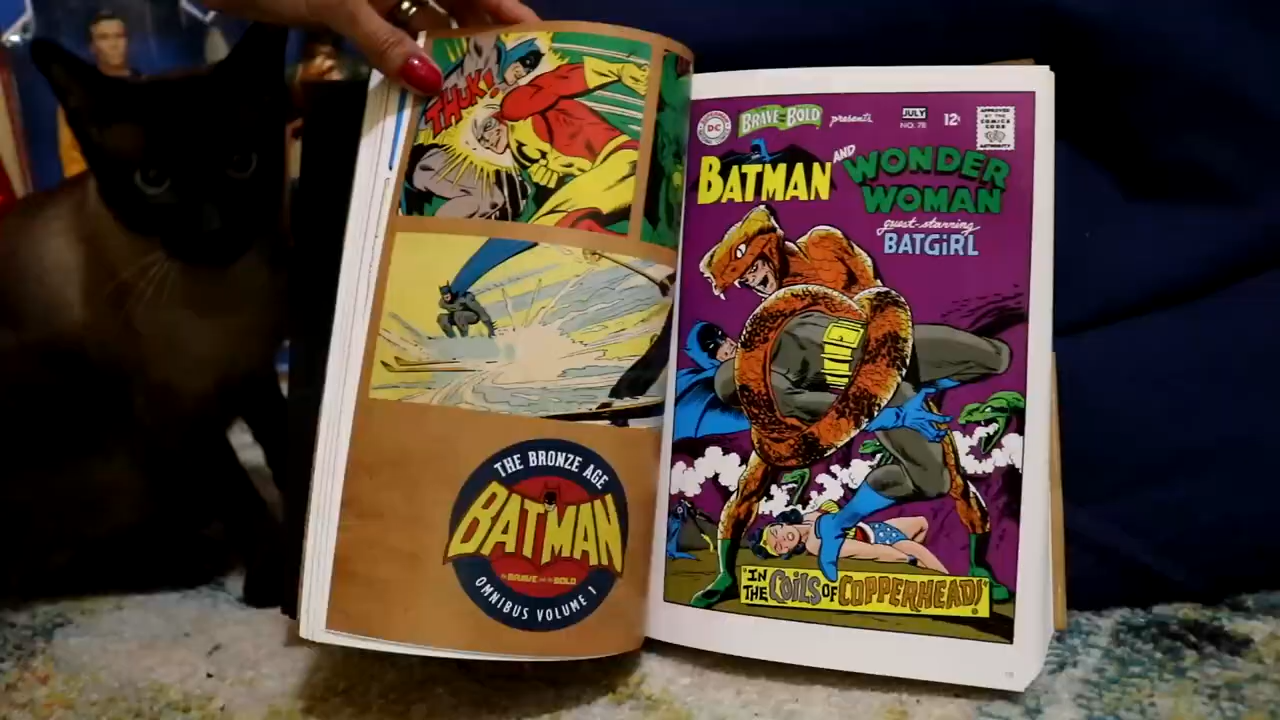 THUK!
THE BRONZE AGE
BATMAN
THE BRAVE AND THE BOLD
OMNIBUS VOLUME 1
DC
BRAVE AND BOLD presents
JULY
NO. 78
12¢
APPROVED
BY THE
COMICS
CODE
AUTHORITY
BATMAN AND WONDER
WOMAN
guest-starring
BATGIRL
"IN
THE COILS OF COPPERHEAD!"